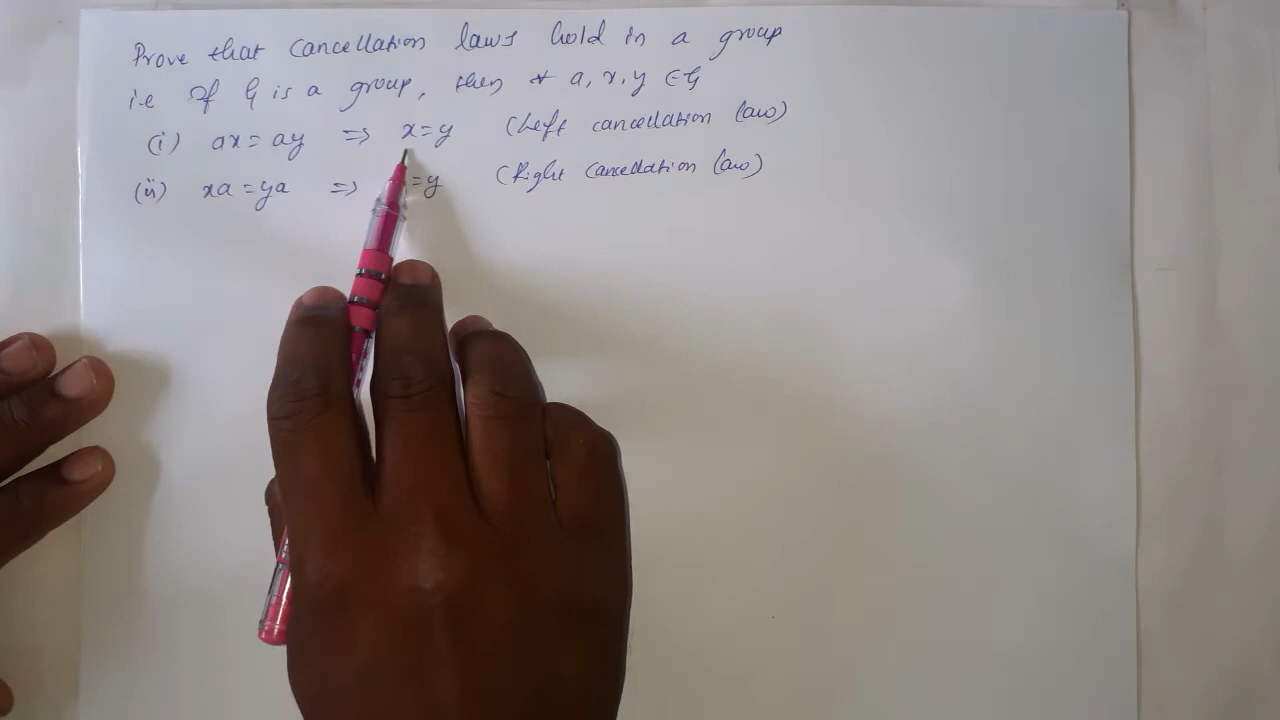 Prove that cancellation laws hold in a group
i.e If G is a group, then ∀ a, x, y ∈ G
(i) ax = ay ⇒ x = y (Left cancellation law)
(ii) xa = ya ⇒ = y (Right cancellation law)